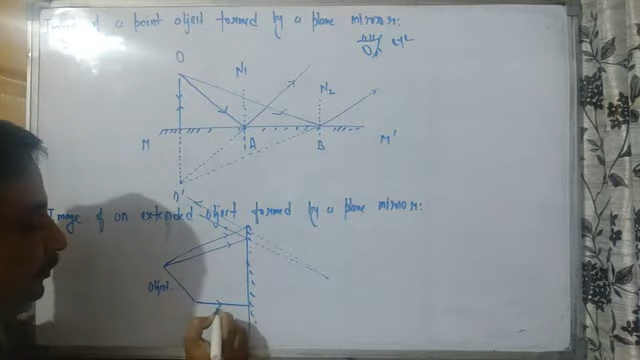 Image of a point object formed by a plane mirror:
O
N1
N2
M
A
B
M'
O'
Image of an extended object formed by a plane mirror:
Object.